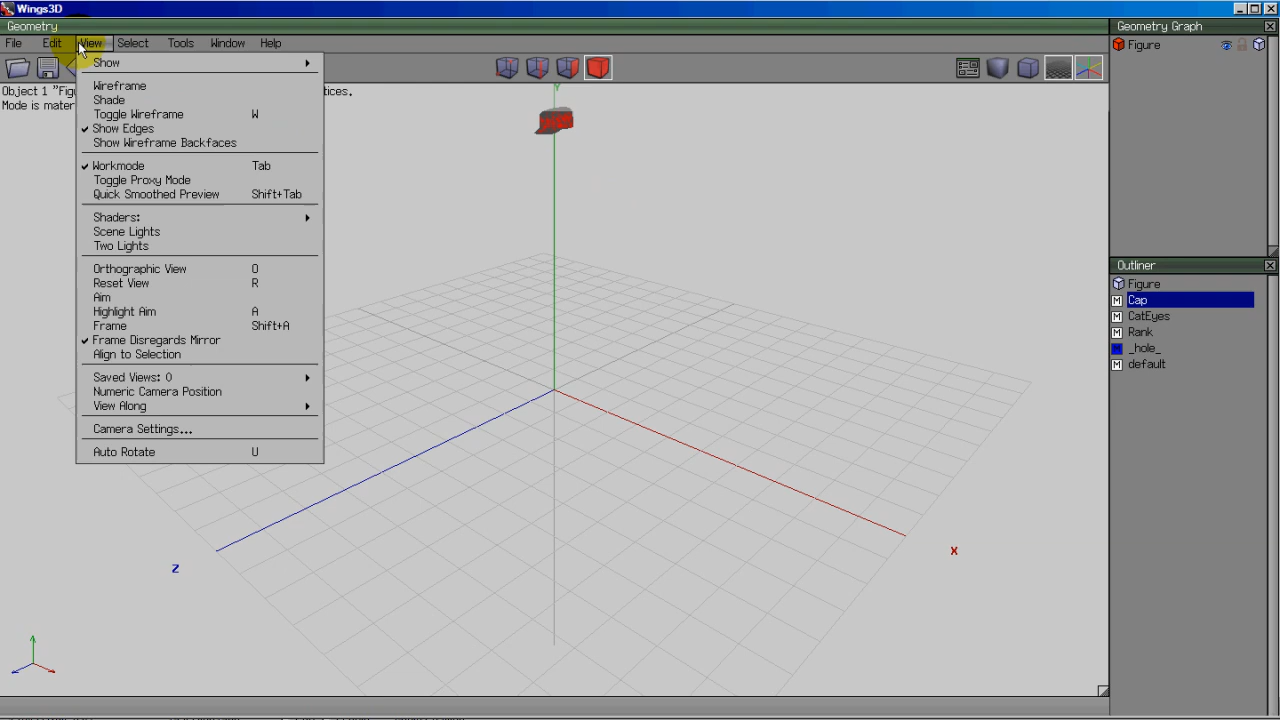 Wings3D
Geometry
File Edit View Select Tools Window Help
Object 1 "Figu
tices.
Mode is mater
Show
Wireframe
Shade
Toggle Wireframe W
Show Edges
Show Wireframe Backfaces
Workmode Tab
Toggle Proxy Mode
Quick Smoothed Preview Shift+Tab
Shaders:
Scene Lights
Two Lights
Orthographic View O
Reset View R
Aim
Highlight Aim A
Frame Shift+A
Frame Disregards Mirror
Align to Selection
Saved Views: 0
Numeric Camera Position
View Along
Camera Settings...
Auto Rotate U
Y
Z
X
Geometry Graph
Figure
Outliner
Figure
M Cap
M CatEyes
M Rank
M _hole_
M default